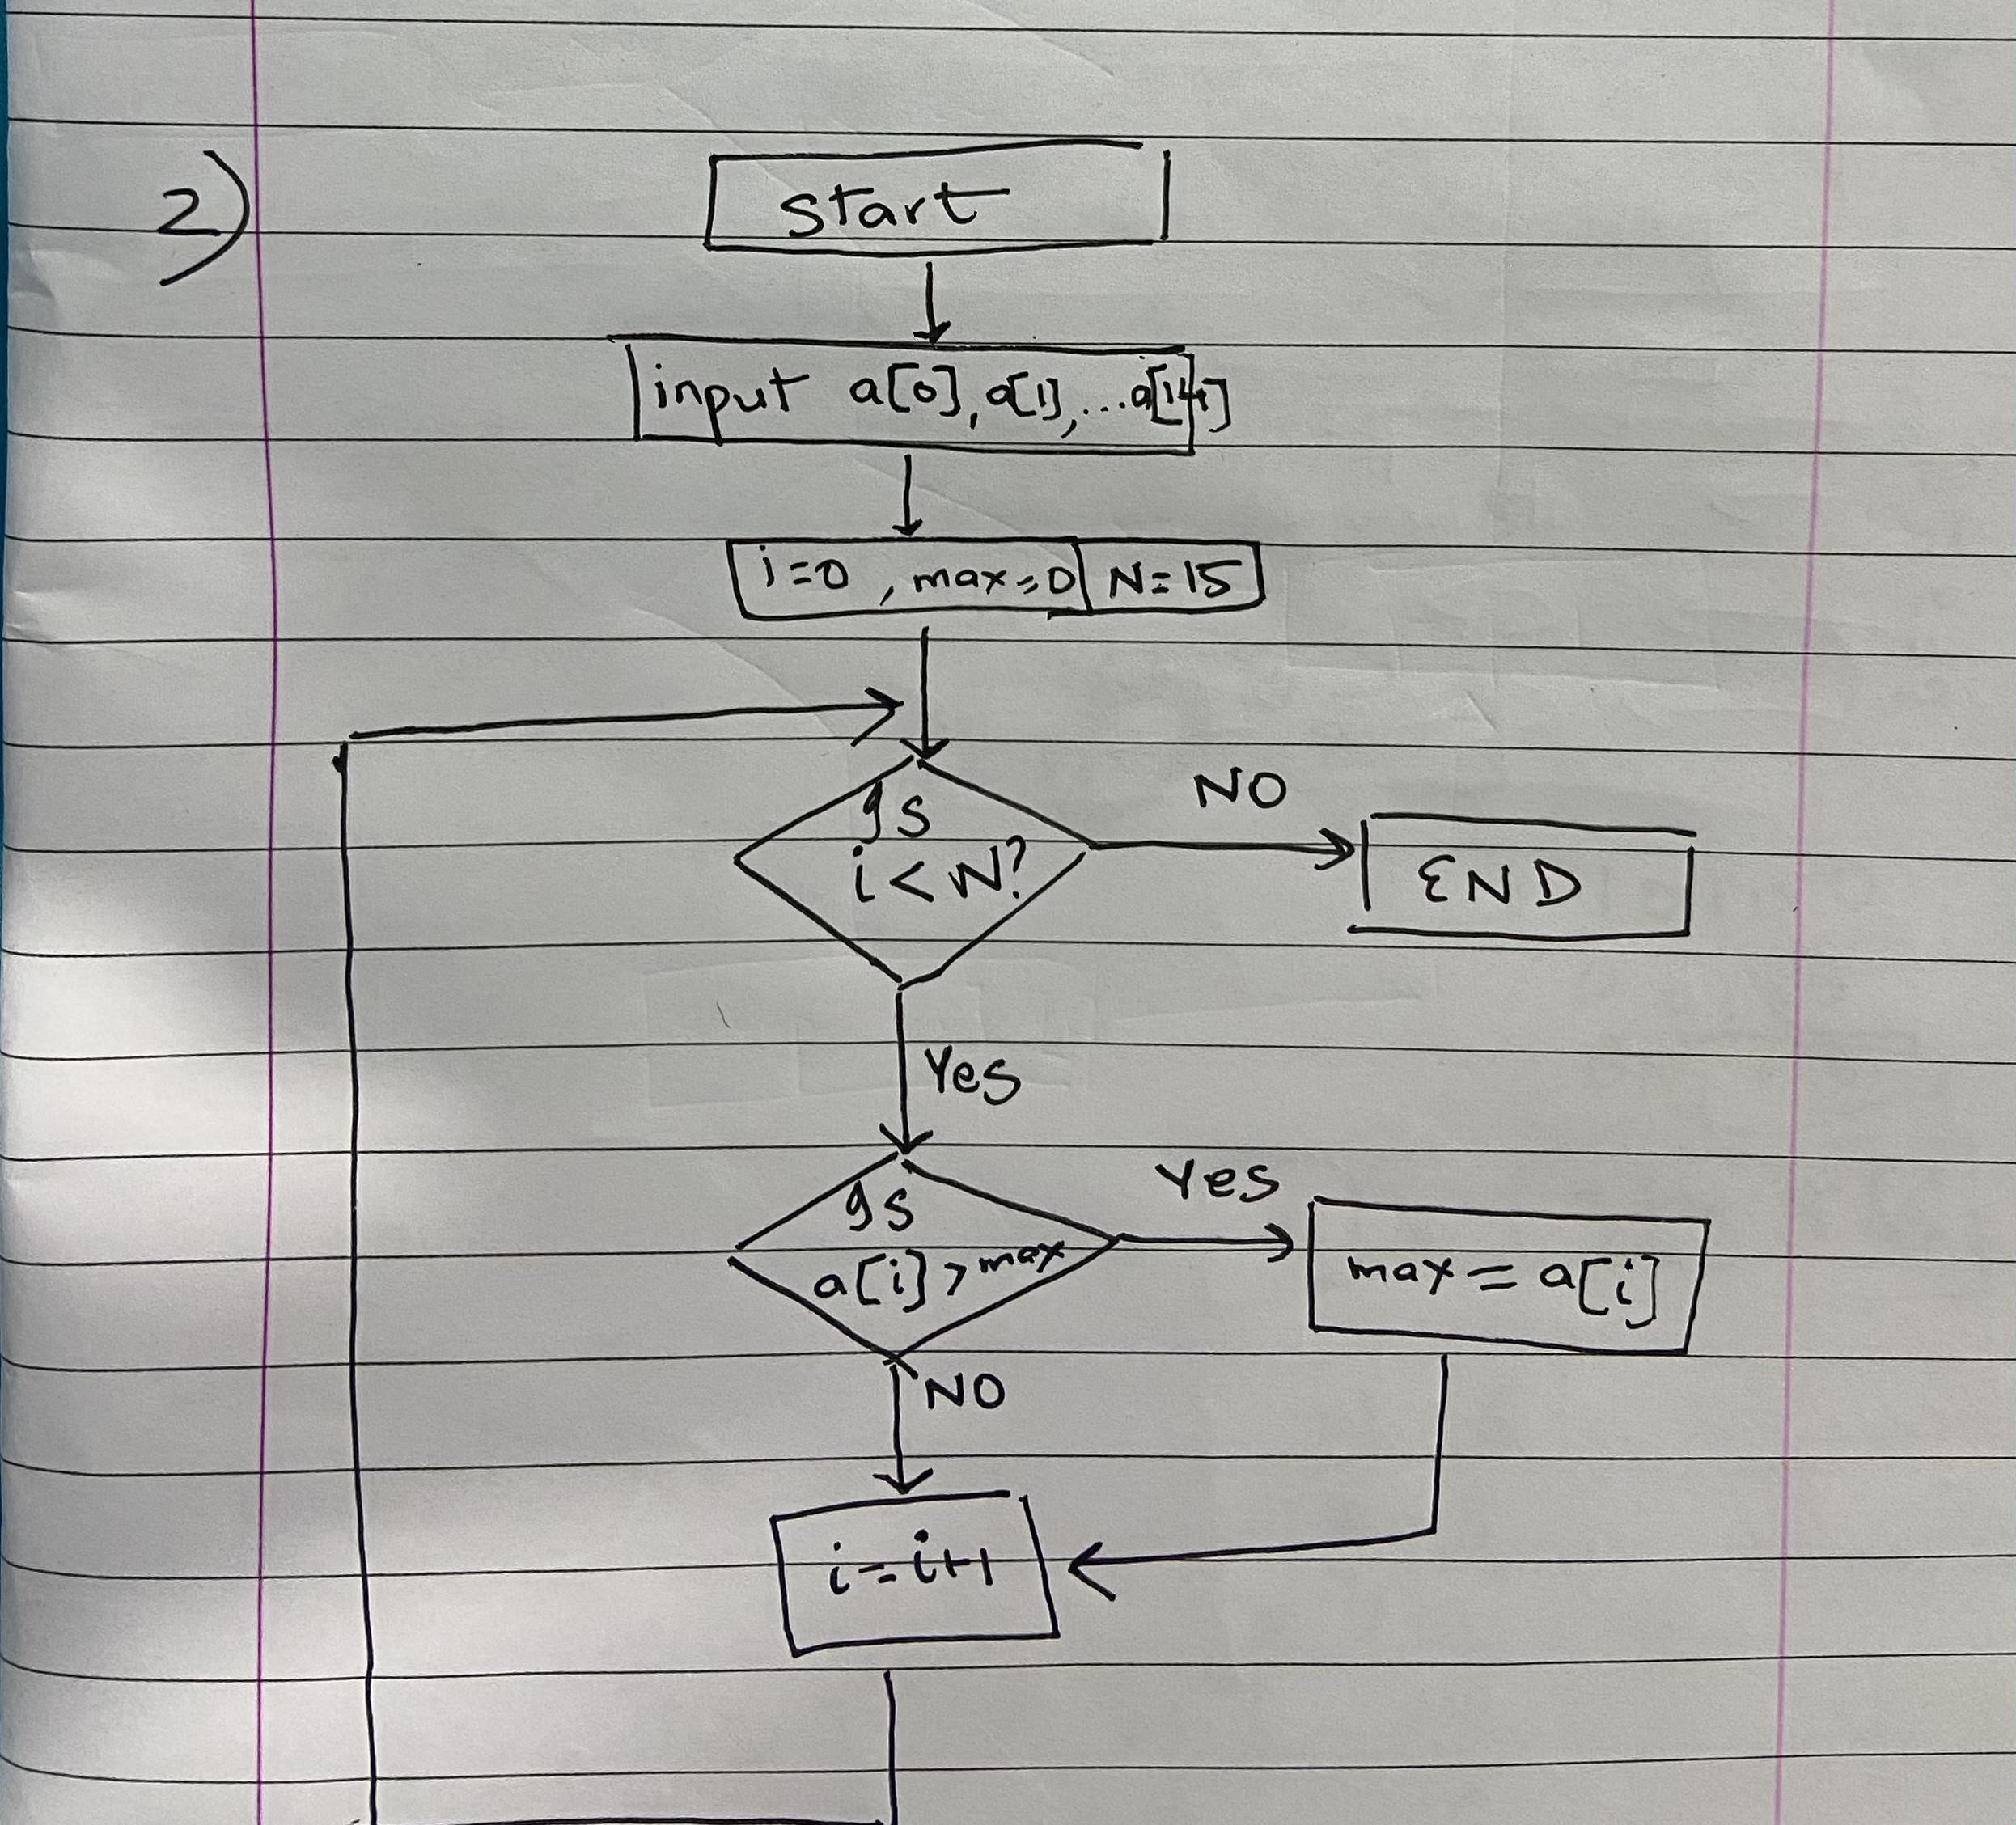 2)
start
input a[0], a[1], ... a[14]
i=0 , max=0 N=15
Is
i < N?
NO
END
Yes
Is
a[i] > max
Yes
max = a[i]
NO
i=i+1